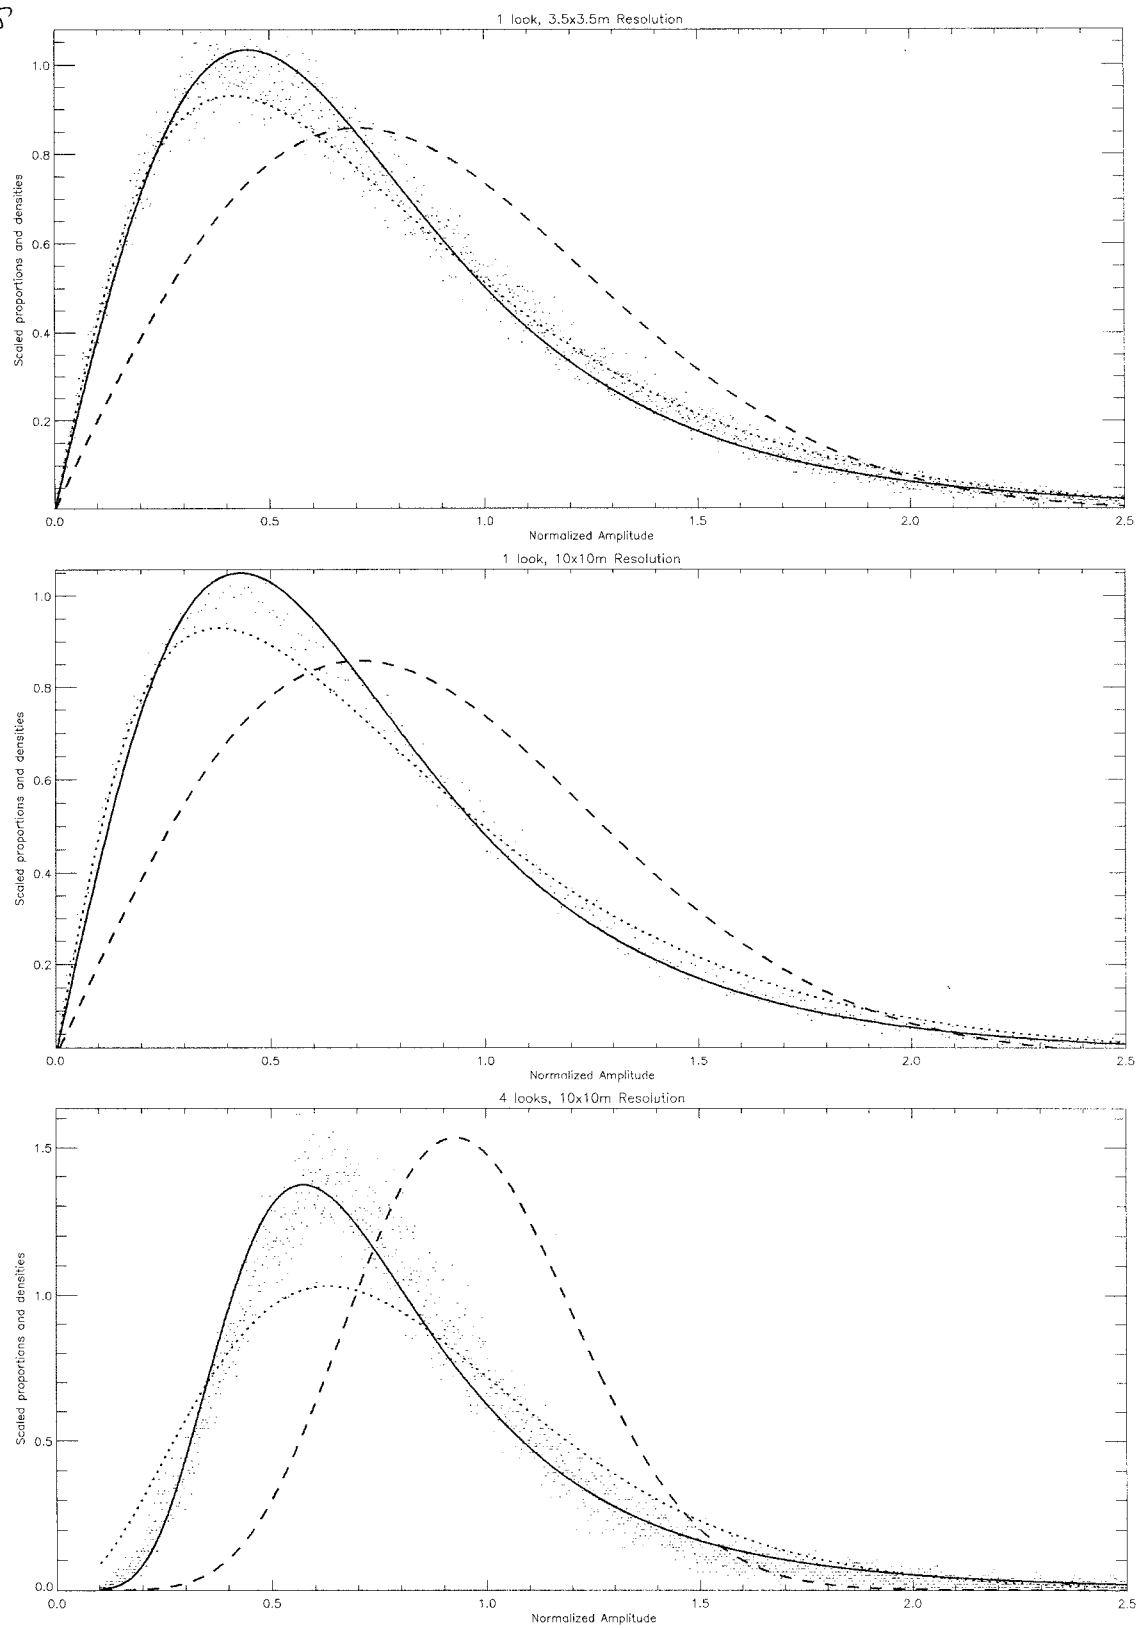 1 look, 3.5x3.5m Resolution
1.0
0.8
0.6
0.4
0.2
Scaled proportions and densities
0.0 0.5 1.0 1.5 2.0 2.5
Normalized Amplitude
1 look, 10x10m Resolution
1.0
0.8
0.6
0.4
0.2
Scaled proportions and densities
0.0 0.5 1.0 1.5 2.0 2.5
Normalized Amplitude
4 looks, 10x10m Resolution
1.5
1.0
0.5
0.0
Scaled proportions and densities
0.0 0.5 1.0 1.5 2.0 2.5
Normalized Amplitude